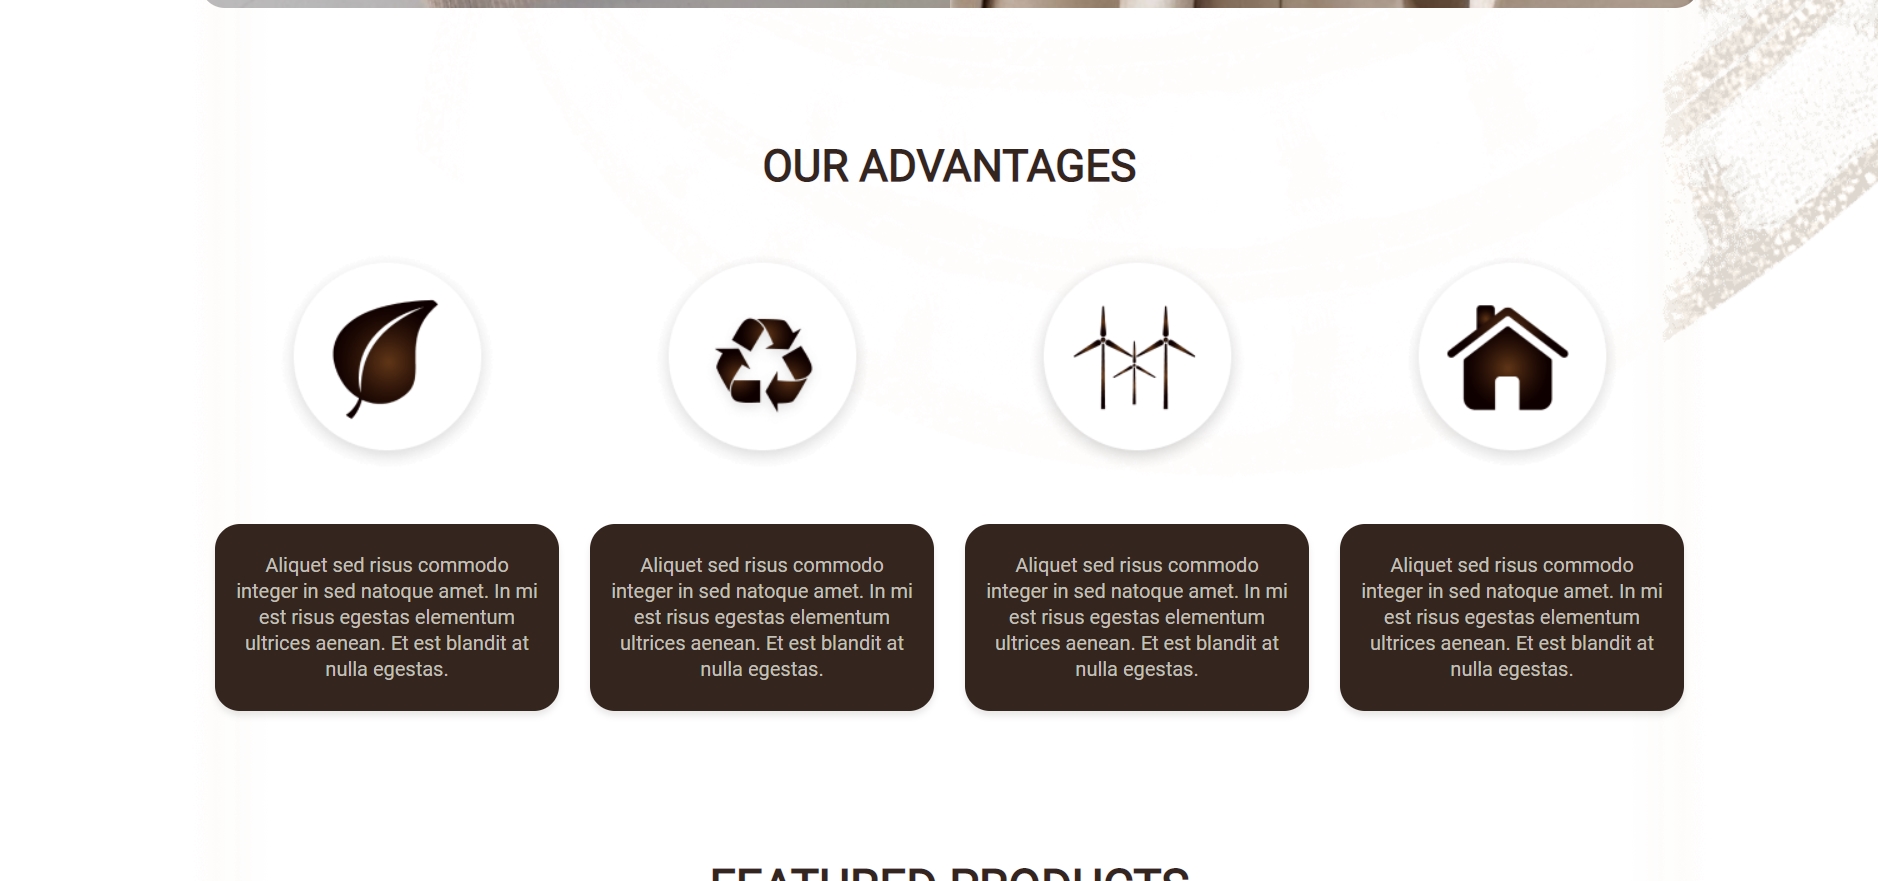 OUR ADVANTAGES
Aliquet sed risus commodo
integer in sed natoque amet. In mi
est risus egestas elementum
ultrices aenean. Et est blandit at
nulla egestas.
Aliquet sed risus commodo
integer in sed natoque amet. In mi
est risus egestas elementum
ultrices aenean. Et est blandit at
nulla egestas.
Aliquet sed risus commodo
integer in sed natoque amet. In mi
est risus egestas elementum
ultrices aenean. Et est blandit at
nulla egestas.
Aliquet sed risus commodo
integer in sed natoque amet. In mi
est risus egestas elementum
ultrices aenean. Et est blandit at
nulla egestas.
FEATURED PRODUCTS